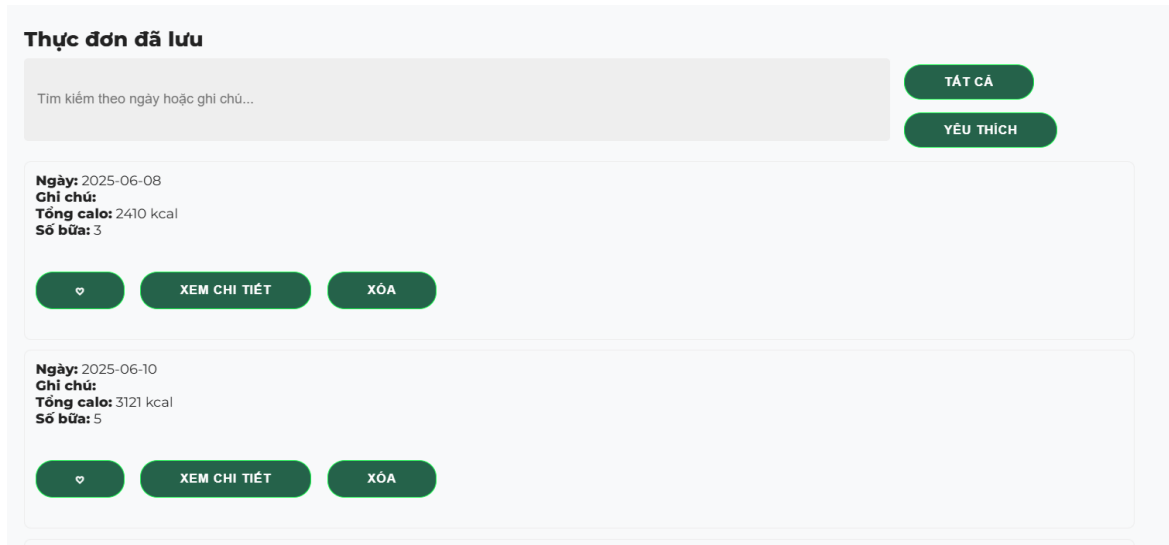 Thực đơn đã lưu
Tìm kiếm theo ngày hoặc ghi chú...
TẤT CẢ
YÊU THÍCH
Ngày: 2025-06-08
Ghi chú:
Tổng calo: 2410 kcal
Số bữa: 3
♡ XEM CHI TIẾT XÓA
Ngày: 2025-06-10
Ghi chú:
Tổng calo: 3121 kcal
Số bữa: 5
♡ XEM CHI TIẾT XÓA